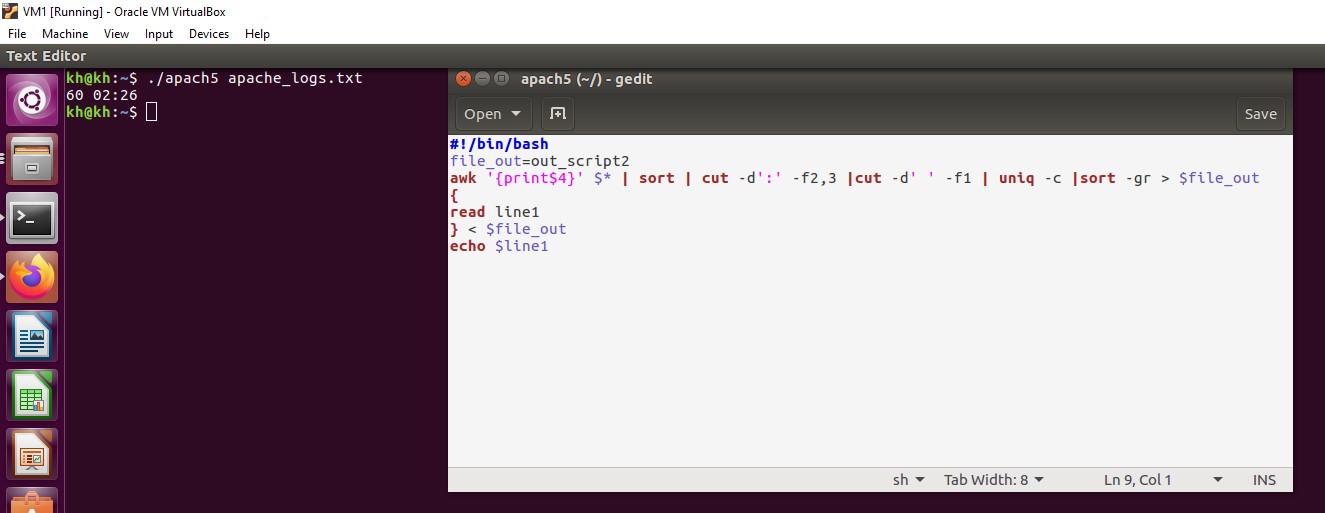 VM1 [Running] - Oracle VM VirtualBox
File Machine View Input Devices Help
Text Editor
kh@kh:~$ ./apach5 apache_logs.txt
60 02:26
kh@kh:~$
apach5 (~/) - gedit
Open
Save
#!/bin/bash
file_out=out_script2
awk '{print$4}' $* | sort | cut -d':' -f2,3 |cut -d' ' -f1 | uniq -c |sort -gr > $file_out
{
read line1
} < $file_out
echo $line1
sh Tab Width: 8 Ln 9, Col 1 INS